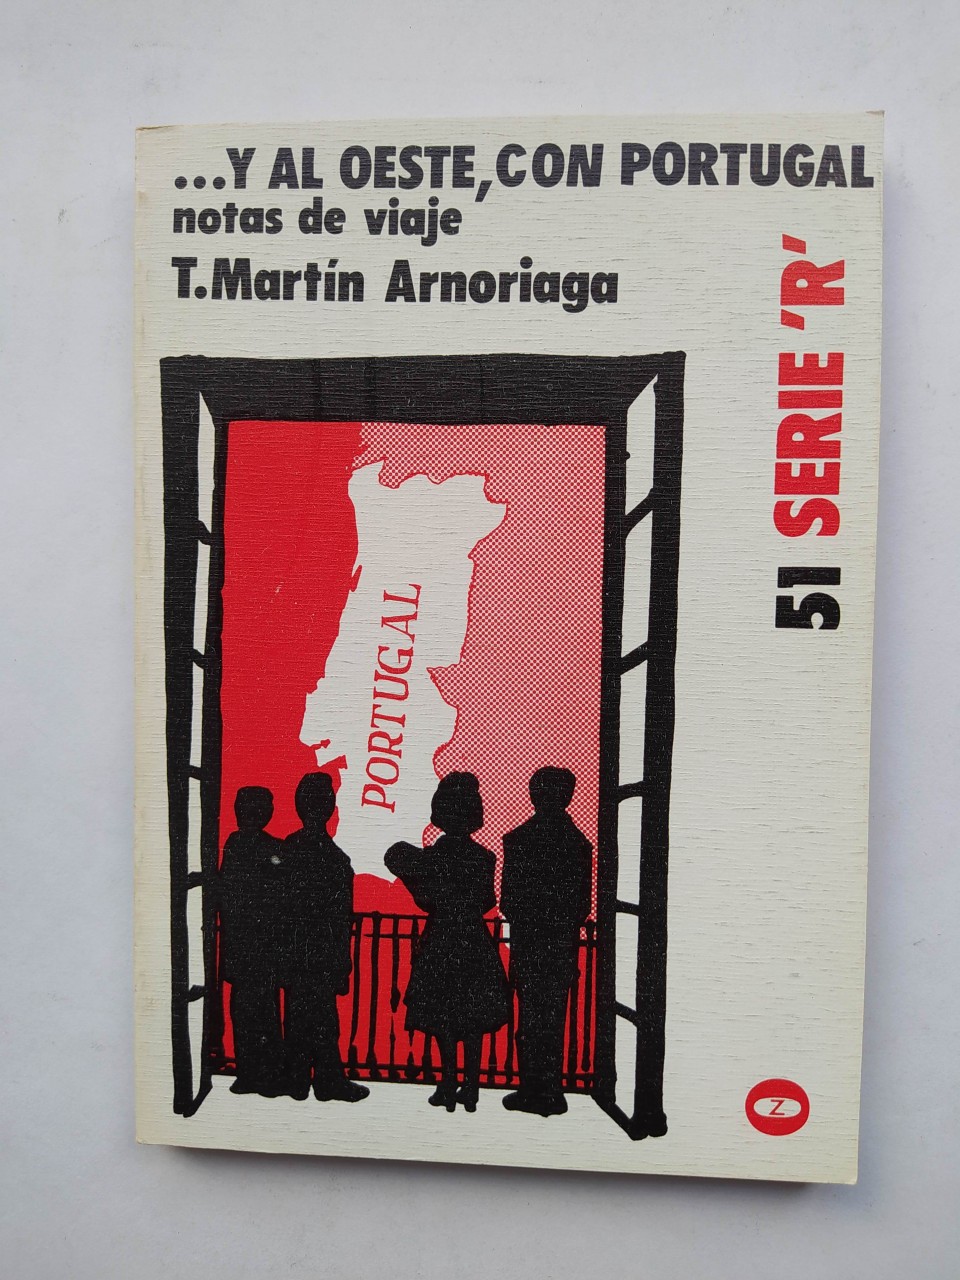 ...Y AL OESTE, CON PORTUGAL
notas de viaje
T. Martín Arnoriaga
51 SERIE 'R'
PORTUGAL
Z